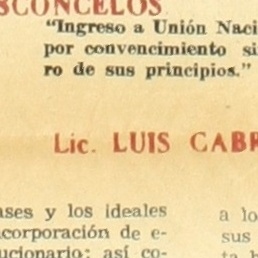 SCONCELOS
"Ingreso a Unión Naci
por convencimiento si
ro de sus principios."
Lic. LUIS CABR
ases y los ideales
corporación de e-
ucionario; así co-
a lo
sus
ta h